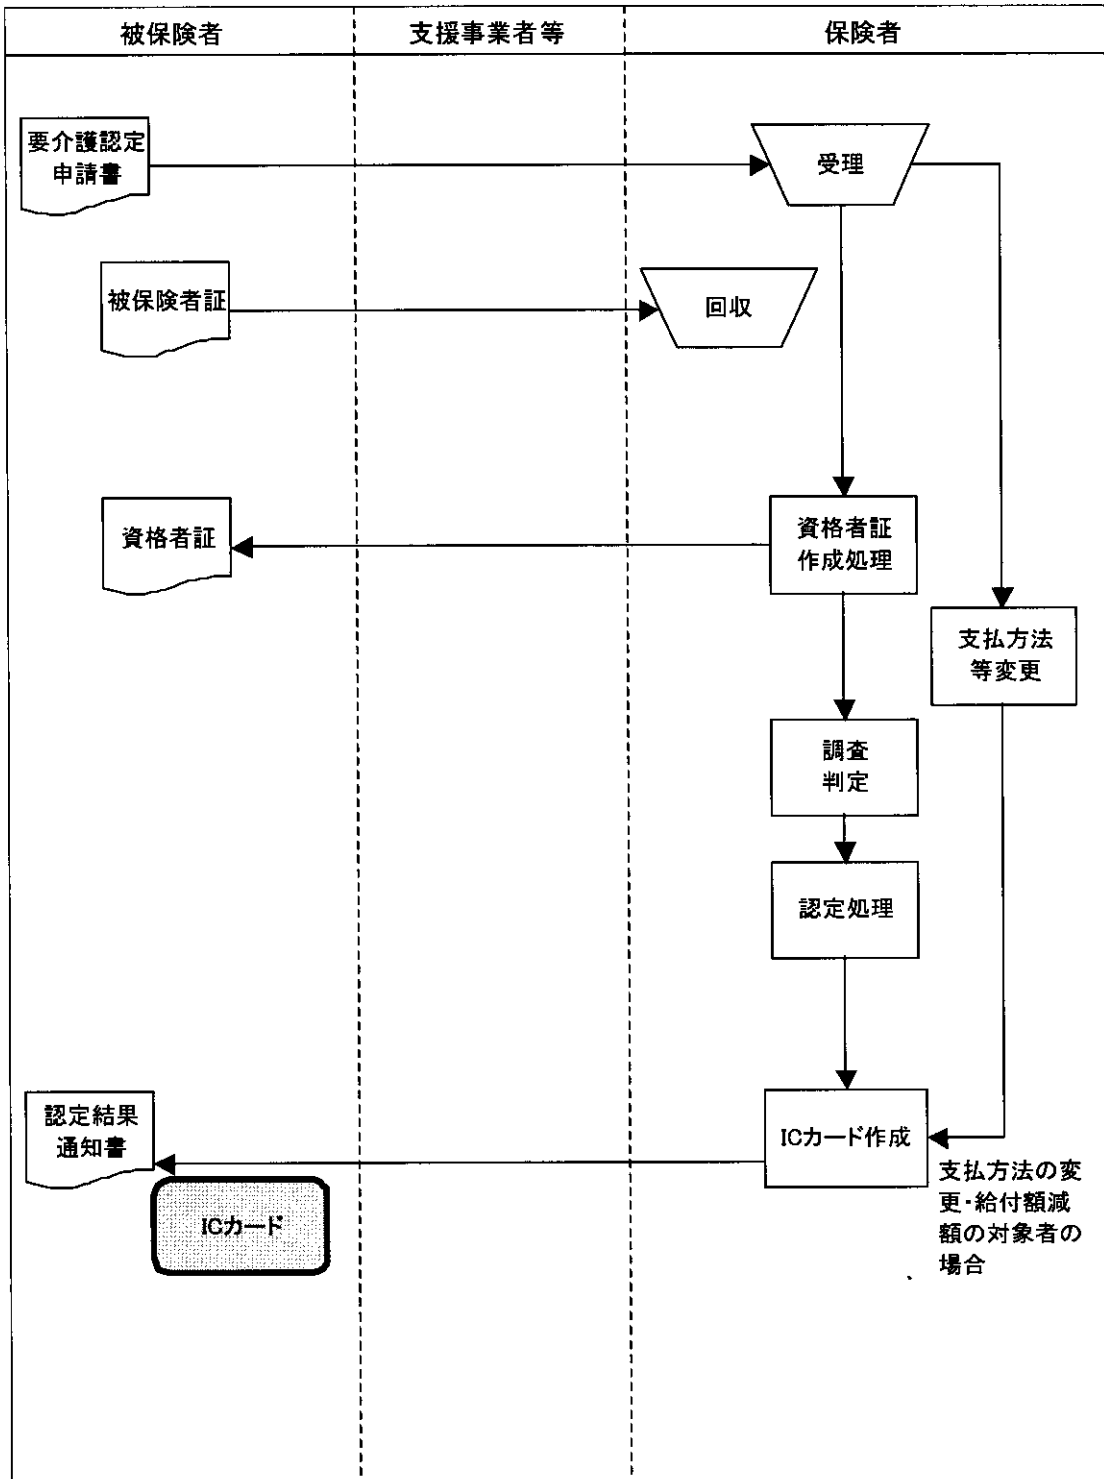 被保険者
支援事業者等
保険者
要介護認定
申請書
受理
被保険者証
回収
資格者証
資格者証
作成処理
支払方法
等変更
調査
判定
認定処理
認定結果
通知書
ICカード作成
ICカード
支払方法の変
更・給付額減
額の対象者の
場合